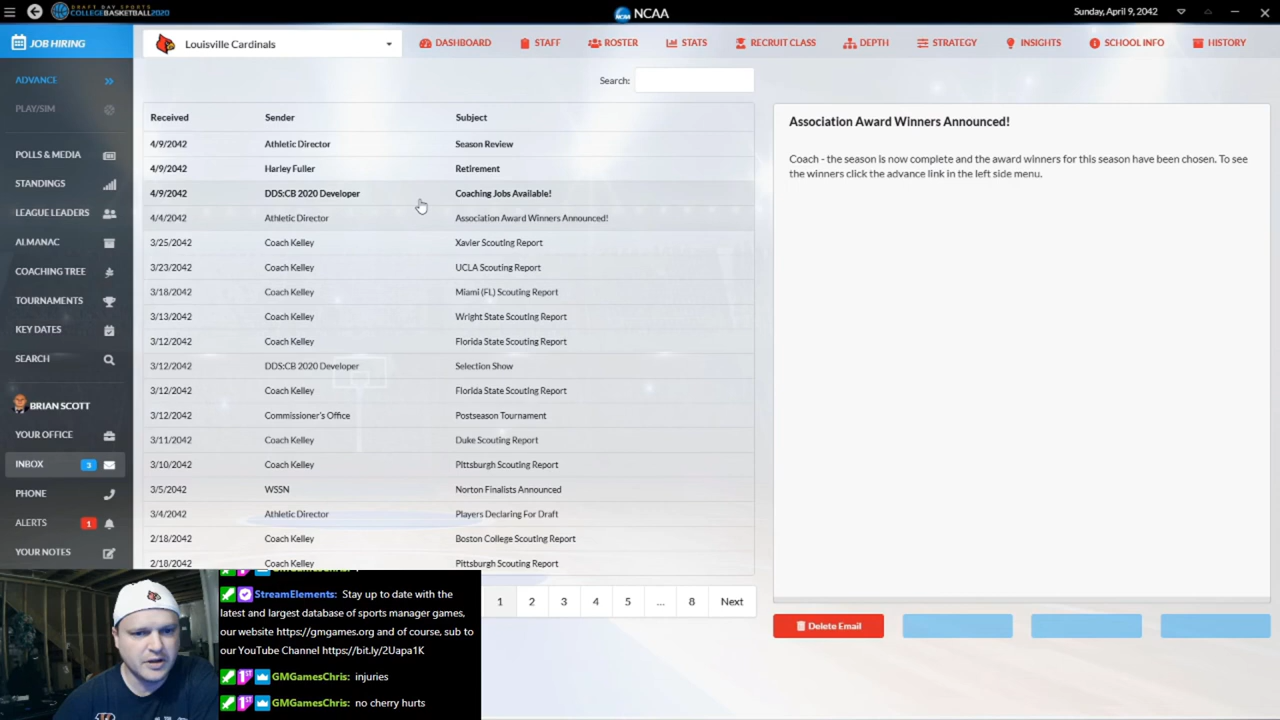 DRAFT DAY SPORTS
COLLEGE BASKETBALL 2020
NCAA
Sunday, April 9, 2042
JOB HIRING
Louisville Cardinals
DASHBOARD
STAFF
ROSTER
STATS
RECRUIT CLASS
DEPTH
STRATEGY
INSIGHTS
SCHOOL INFO
HISTORY
ADVANCE
PLAY/SIM
POLLS & MEDIA
STANDINGS
LEAGUE LEADERS
ALMANAC
COACHING TREE
TOURNAMENTS
KEY DATES
SEARCH
BRIAN SCOTT
YOUR OFFICE
INBOX 3
PHONE
ALERTS 1
YOUR NOTES
Search:
Received Sender Subject
4/9/2042 Athletic Director Season Review
4/9/2042 Harley Fuller Retirement
4/9/2042 DDS:CB 2020 Developer Coaching Jobs Available!
4/4/2042 Athletic Director Association Award Winners Announced!
3/25/2042 Coach Kelley Xavier Scouting Report
3/23/2042 Coach Kelley UCLA Scouting Report
3/18/2042 Coach Kelley Miami (FL) Scouting Report
3/13/2042 Coach Kelley Wright State Scouting Report
3/12/2042 Coach Kelley Florida State Scouting Report
3/12/2042 DDS:CB 2020 Developer Selection Show
3/12/2042 Coach Kelley Florida State Scouting Report
3/12/2042 Commissioner's Office Postseason Tournament
3/11/2042 Coach Kelley Duke Scouting Report
3/10/2042 Coach Kelley Pittsburgh Scouting Report
3/5/2042 WSSN Norton Finalists Announced
3/4/2042 Athletic Director Players Declaring For Draft
2/18/2042 Coach Kelley Boston College Scouting Report
2/18/2042 Coach Kelley Pittsburgh Scouting Report
1 2 3 4 5 ... 8 Next
Association Award Winners Announced!
Coach - the season is now complete and the award winners for this season have been chosen. To see
the winners click the advance link in the left side menu.
Delete Email
StreamElements: Stay up to date with the
latest and largest database of sports manager games,
our website https://gmgames.org and of course, sub to
our YouTube Channel https://bit.ly/2Uapa1K
GMGamesChris: injuries
GMGamesChris: no cherry hurts